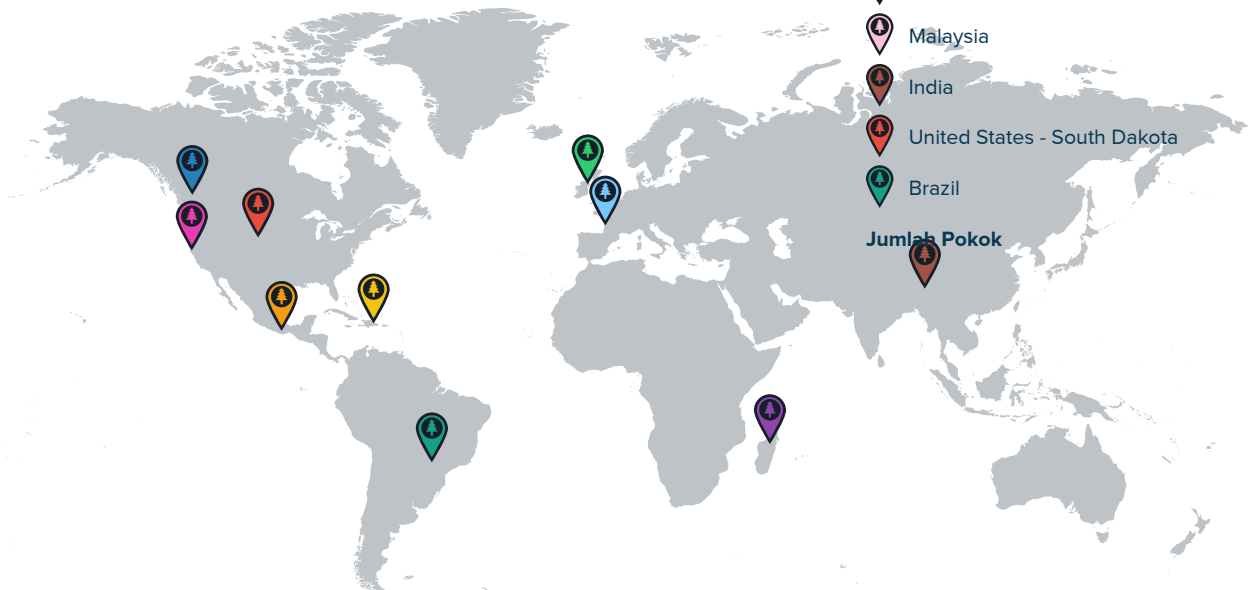 Malaysia
India
United States - South Dakota
Brazil
Jumlah Pokok